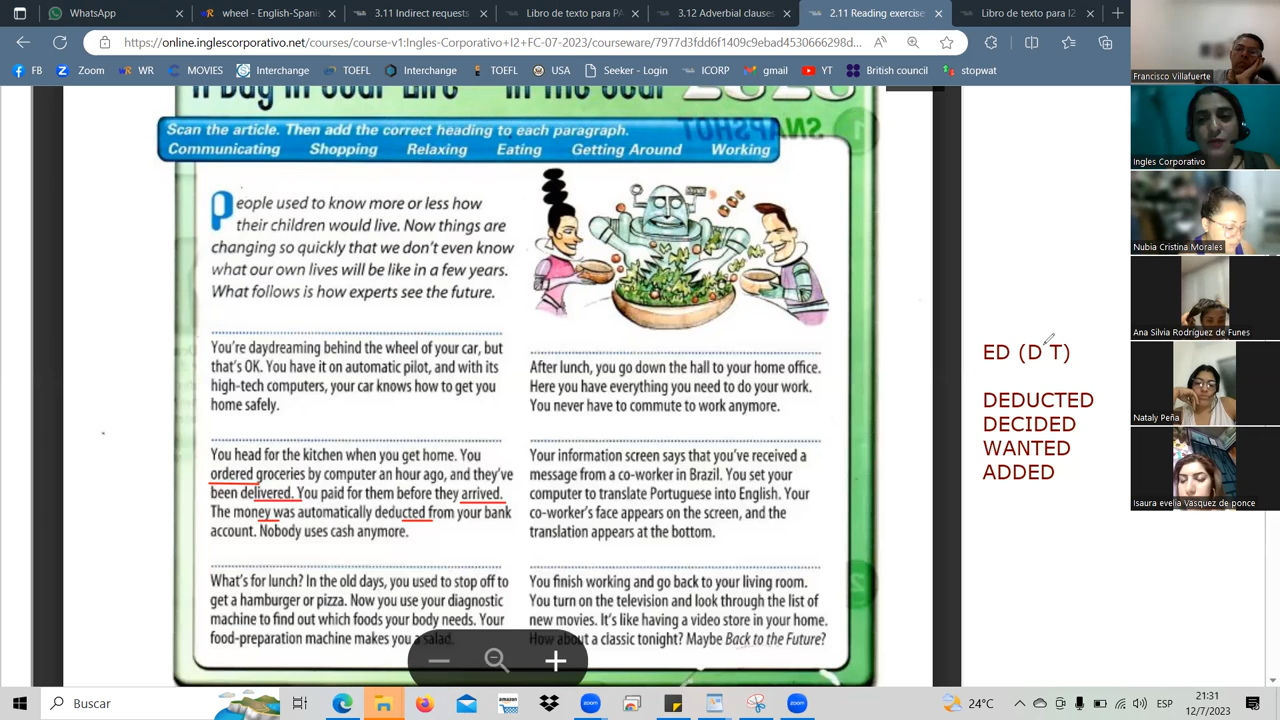 WhatsApp
wheel - English-Spani
3.11 Indirect requests
Libro de texto para PA
3.12 Adverbial clauses
2.11 Reading exercise
Libro de texto para I2
https://online.inglescorporativo.net/courses/course-v1:Ingles-Corporativo+I2+FC-07-2023/courseware/7977d3fdd6f1409c9ebad4530666298d...
FB
Zoom
WR
MOVIES
Interchange
TOEFL
Interchange
TOEFL
USA
Seeker - Login
ICORP
gmail
YT
British council
stopwat
A Day in Your Life — In the Year 2020
Scan the article. Then add the correct heading to each paragraph.
Communicating Shopping Relaxing Eating Getting Around Working
SNAPSHOT
People used to know more or less how
their children would live. Now things are
changing so quickly that we don't even know
what our own lives will be like in a few years.
What follows is how experts see the future.
You're daydreaming behind the wheel of your car, but
that's OK. You have it on automatic pilot, and with its
high-tech computers, your car knows how to get you
home safely.
You head for the kitchen when you get home. You
ordered groceries by computer an hour ago, and they've
been delivered. You paid for them before they arrived.
The money was automatically deducted from your bank
account. Nobody uses cash anymore.
What's for lunch? In the old days, you used to stop off to
get a hamburger or pizza. Now you use your diagnostic
machine to find out which foods your body needs. Your
food-preparation machine makes you a salad.
After lunch, you go down the hall to your home office.
Here you have everything you need to do your work.
You never have to commute to work anymore.
Your information screen says that you've received a
message from a co-worker in Brazil. You set your
computer to translate Portuguese into English. Your
co-worker's face appears on the screen, and the
translation appears at the bottom.
You finish working and go back to your living room.
You turn on the television and look through the list of
new movies. It's like having a video store in your home.
How about a classic tonight? Maybe Back to the Future?
ED (D T)
DEDUCTED
DECIDED
WANTED
ADDED
Francisco Villafuerte
Ingles Corporativo
Nubia Cristina Morales
Ana Silvia Rodríguez de Funes
Nataly Peña
Isaura evelia Vasquez de ponce
Buscar
24°C
ESP
21:31
12/7/2023